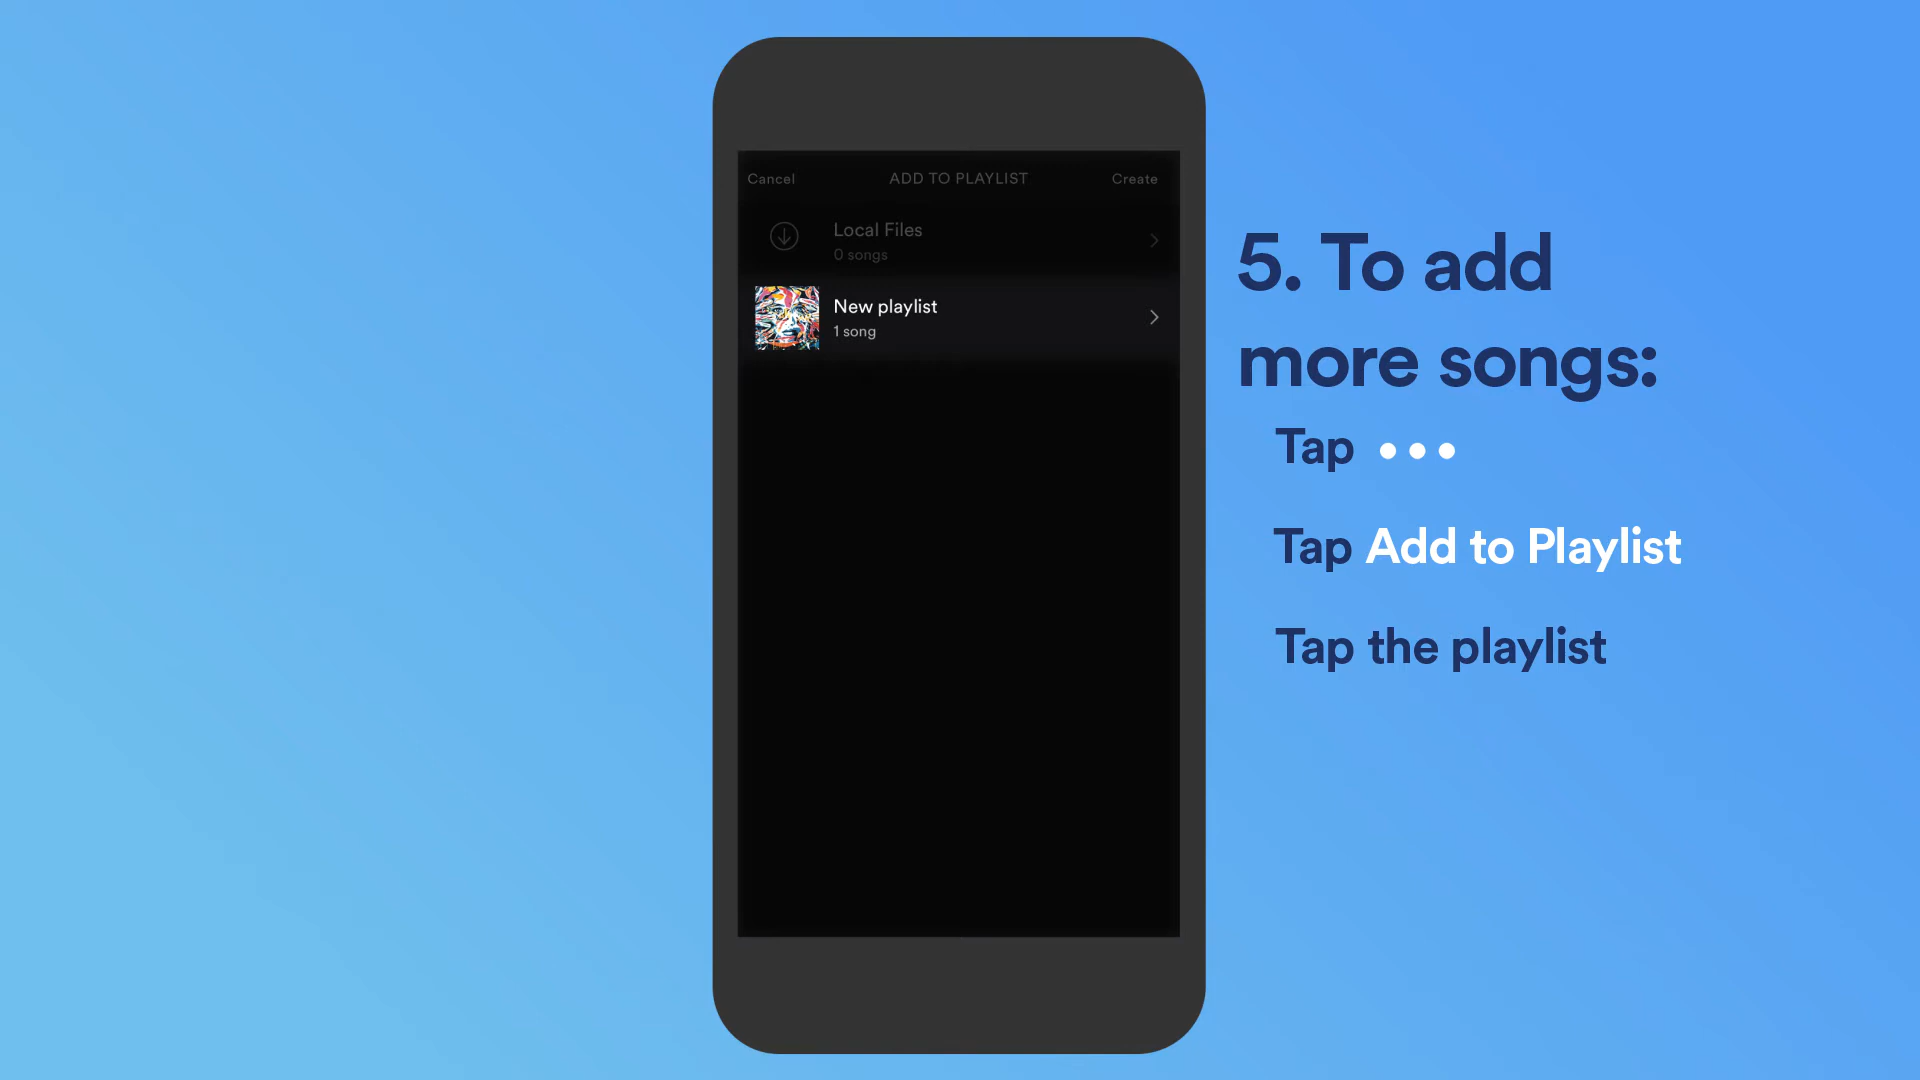 Cancel ADD TO PLAYLIST Create
Local Files
0 songs
New playlist
1 song
5. To add
more songs:
Tap •••
Tap Add to Playlist
Tap the playlist